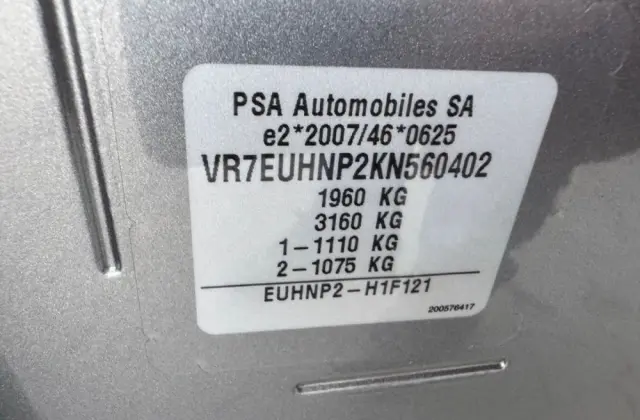 PSA Automobiles SA
e2*2007/46*0625
VR7EUHNP2KN560402
1960 KG
3160 KG
1-1110 KG
2-1075 KG
EUHNP2-H1F121
200576417